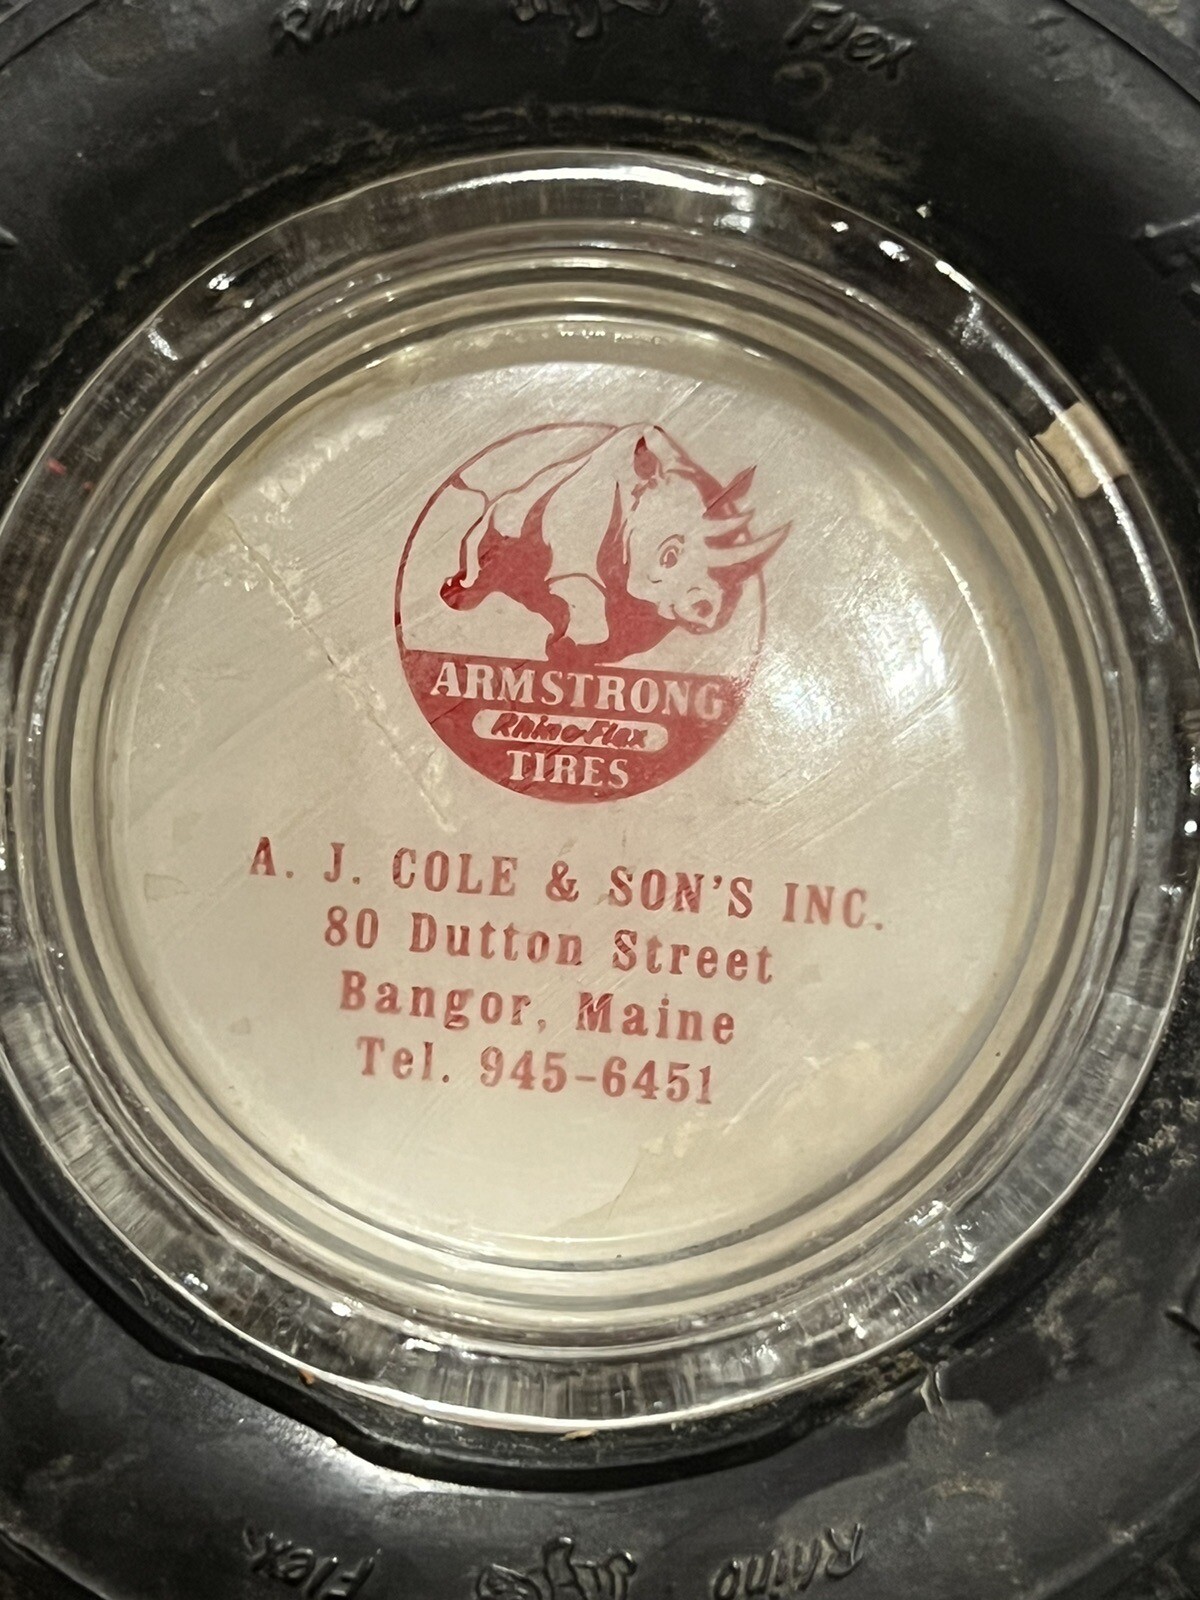 Rhino Flex
ARMSTRONG
Rhino-Flex
TIRES
A. J. COLE & SON'S INC.
80 Dutton Street
Bangor, Maine
Tel. 945-6451
Rhino Flex